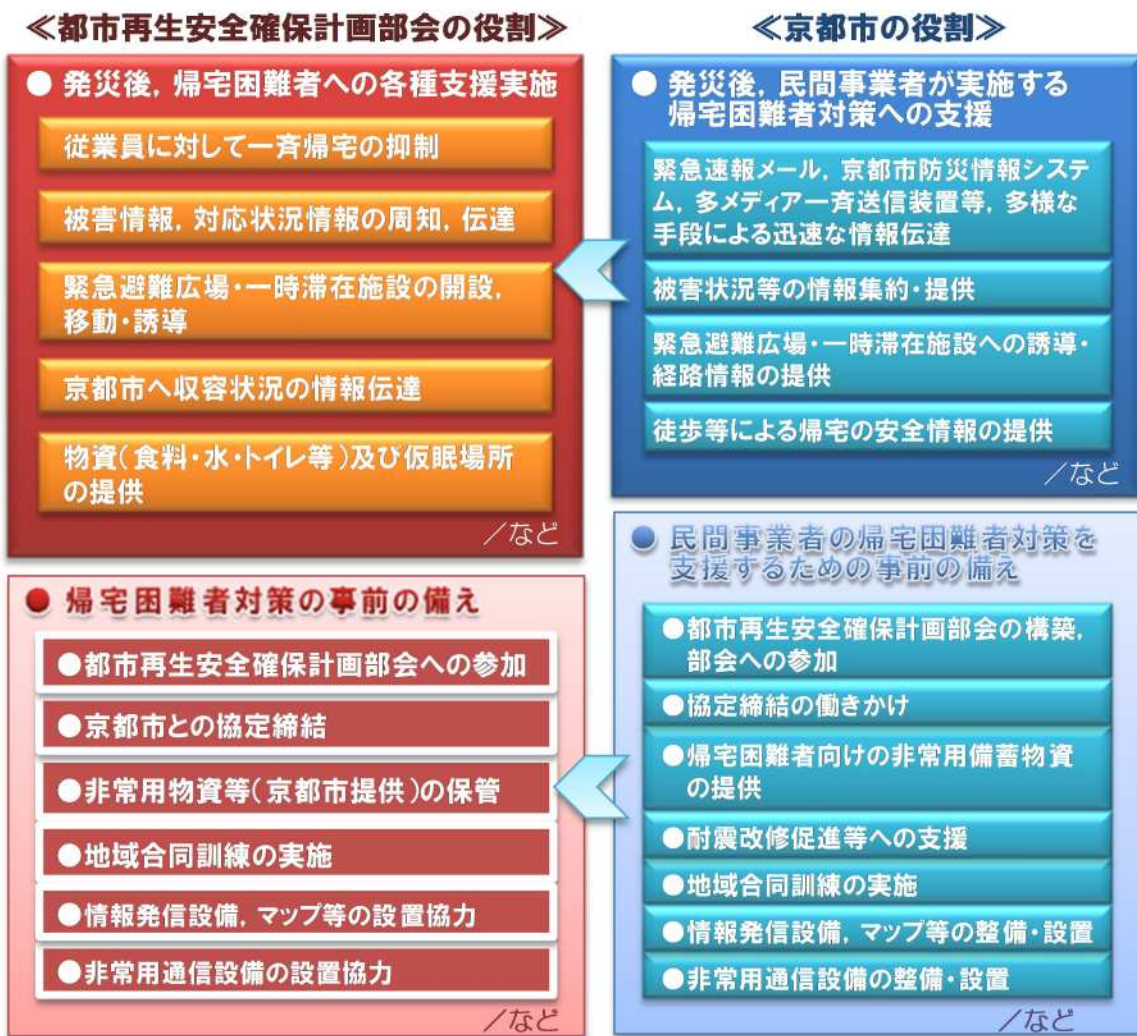 ≪都市再生安全確保計画部会の役割≫
● 発災後，帰宅困難者への各種支援実施
従業員に対して一斉帰宅の抑制
被害情報，対応状況情報の周知，伝達
緊急避難広場・一時滞在施設の開設，
移動・誘導
京都市へ収容状況の情報伝達
物資（食料・水・トイレ等）及び仮眠場所
の提供
／など
● 帰宅困難者対策の事前の備え
●都市再生安全確保計画部会への参加
●京都市との協定締結
●非常用物資等（京都市提供）の保管
●地域合同訓練の実施
●情報発信設備，マップ等の設置協力
●非常用通信設備の設置協力
／など
≪京都市の役割≫
● 発災後，民間事業者が実施する
帰宅困難者対策への支援
緊急速報メール，京都市防災情報システ
ム，多メディア一斉送信装置等，多様な
手段による迅速な情報伝達
被害状況等の情報集約・提供
緊急避難広場・一時滞在施設への誘導・
経路情報の提供
徒歩等による帰宅の安全情報の提供
／など
● 民間事業者の帰宅困難者対策を
支援するための事前の備え
●都市再生安全確保計画部会の構築，
部会への参加
●協定締結の働きかけ
●帰宅困難者向けの非常用備蓄物資
の提供
●耐震改修促進等への支援
●地域合同訓練の実施
●情報発信設備，マップ等の整備・設置
●非常用通信設備の整備・設置
／など